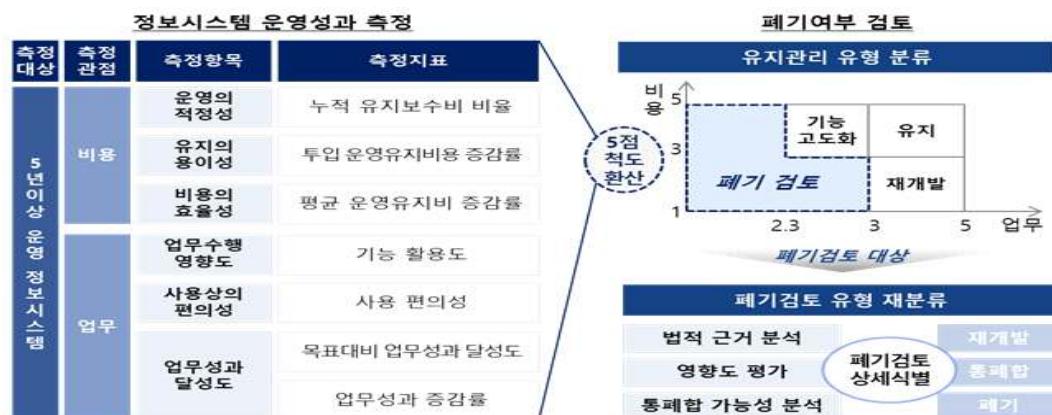 정보시스템 운영성과 측정
측정
대상
측정
관점
측정항목
측정지표
5년이상 운영 정보시스템
비용
운영의
적정성
누적 유지보수비 비율
유지의
용이성
투입 운영유지비용 증감률
비용의
효율성
평균 운영유지비 증감률
업무
업무수행
영향도
기능 활용도
사용상의
편의성
사용 편의성
업무성과
달성도
목표대비 업무성과 달성도
업무성과 증감률
5점
척도
환산
폐기여부 검토
유지관리 유형 분류
비
용
5
3
1
기능
고도화
유지
폐기 검토
재개발
2.3
3
5
업무
폐기검토 대상
폐기검토 유형 재분류
법적 근거 분석
영향도 평가
통폐합 가능성 분석
폐기검토
상세식별
재개발
통폐합
폐기